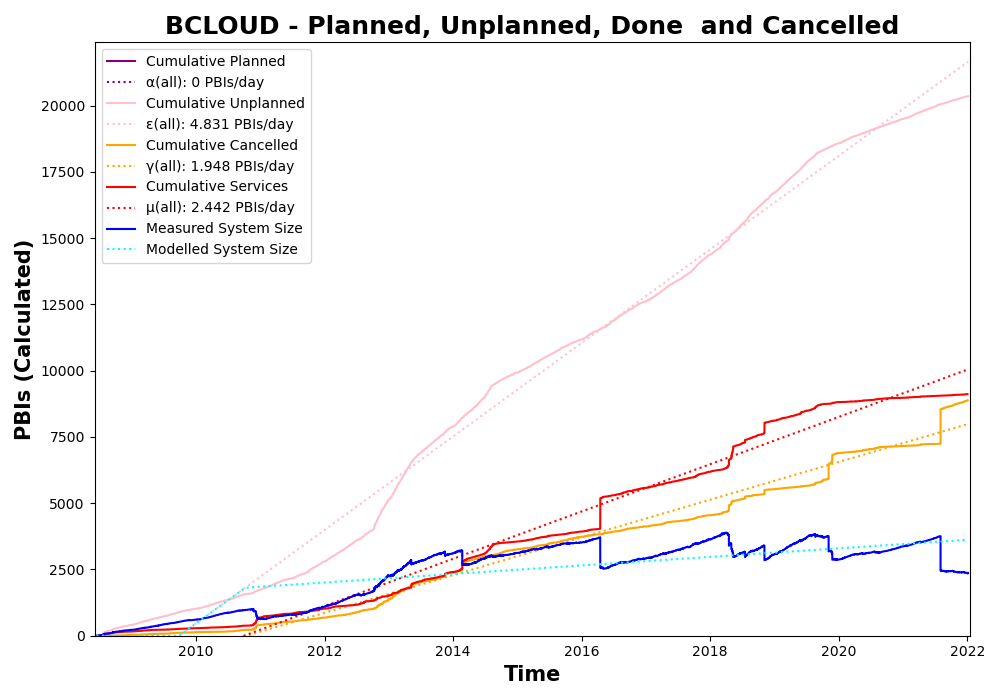 BCLOUD - Planned, Unplanned, Done  and Cancelled
Cumulative Planned
α(all): 0 PBIs/day
Cumulative Unplanned
ε(all): 4.831 PBIs/day
Cumulative Cancelled
γ(all): 1.948 PBIs/day
Cumulative Services
μ(all): 2.442 PBIs/day
Measured System Size
Modelled System Size
PBIs (Calculated)
20000
17500
15000
12500
10000
7500
5000
2500
0
2010
2012
2014
2016
2018
2020
2022
Time